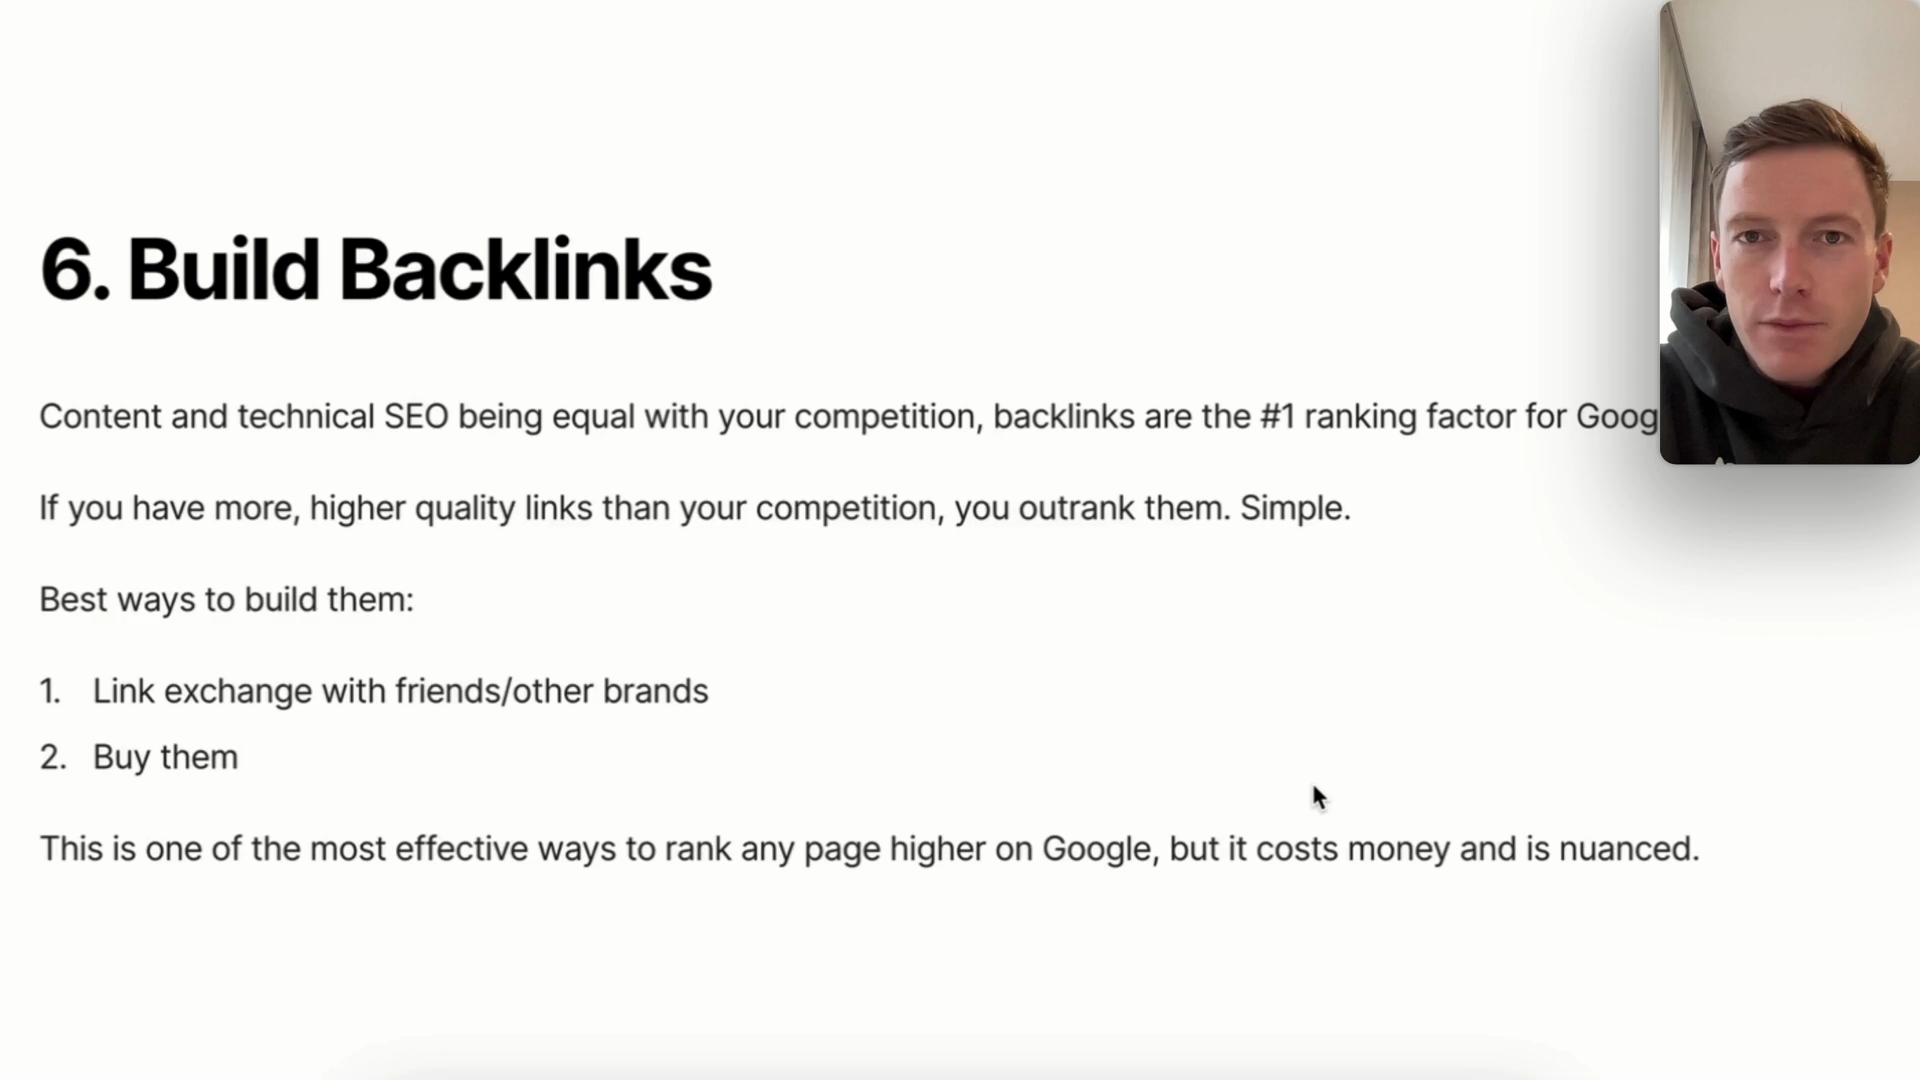 6. Build Backlinks
Content and technical SEO being equal with your competition, backlinks are the #1 ranking factor for Goog
If you have more, higher quality links than your competition, you outrank them. Simple.
Best ways to build them:
1. Link exchange with friends/other brands
2. Buy them
This is one of the most effective ways to rank any page higher on Google, but it costs money and is nuanced.